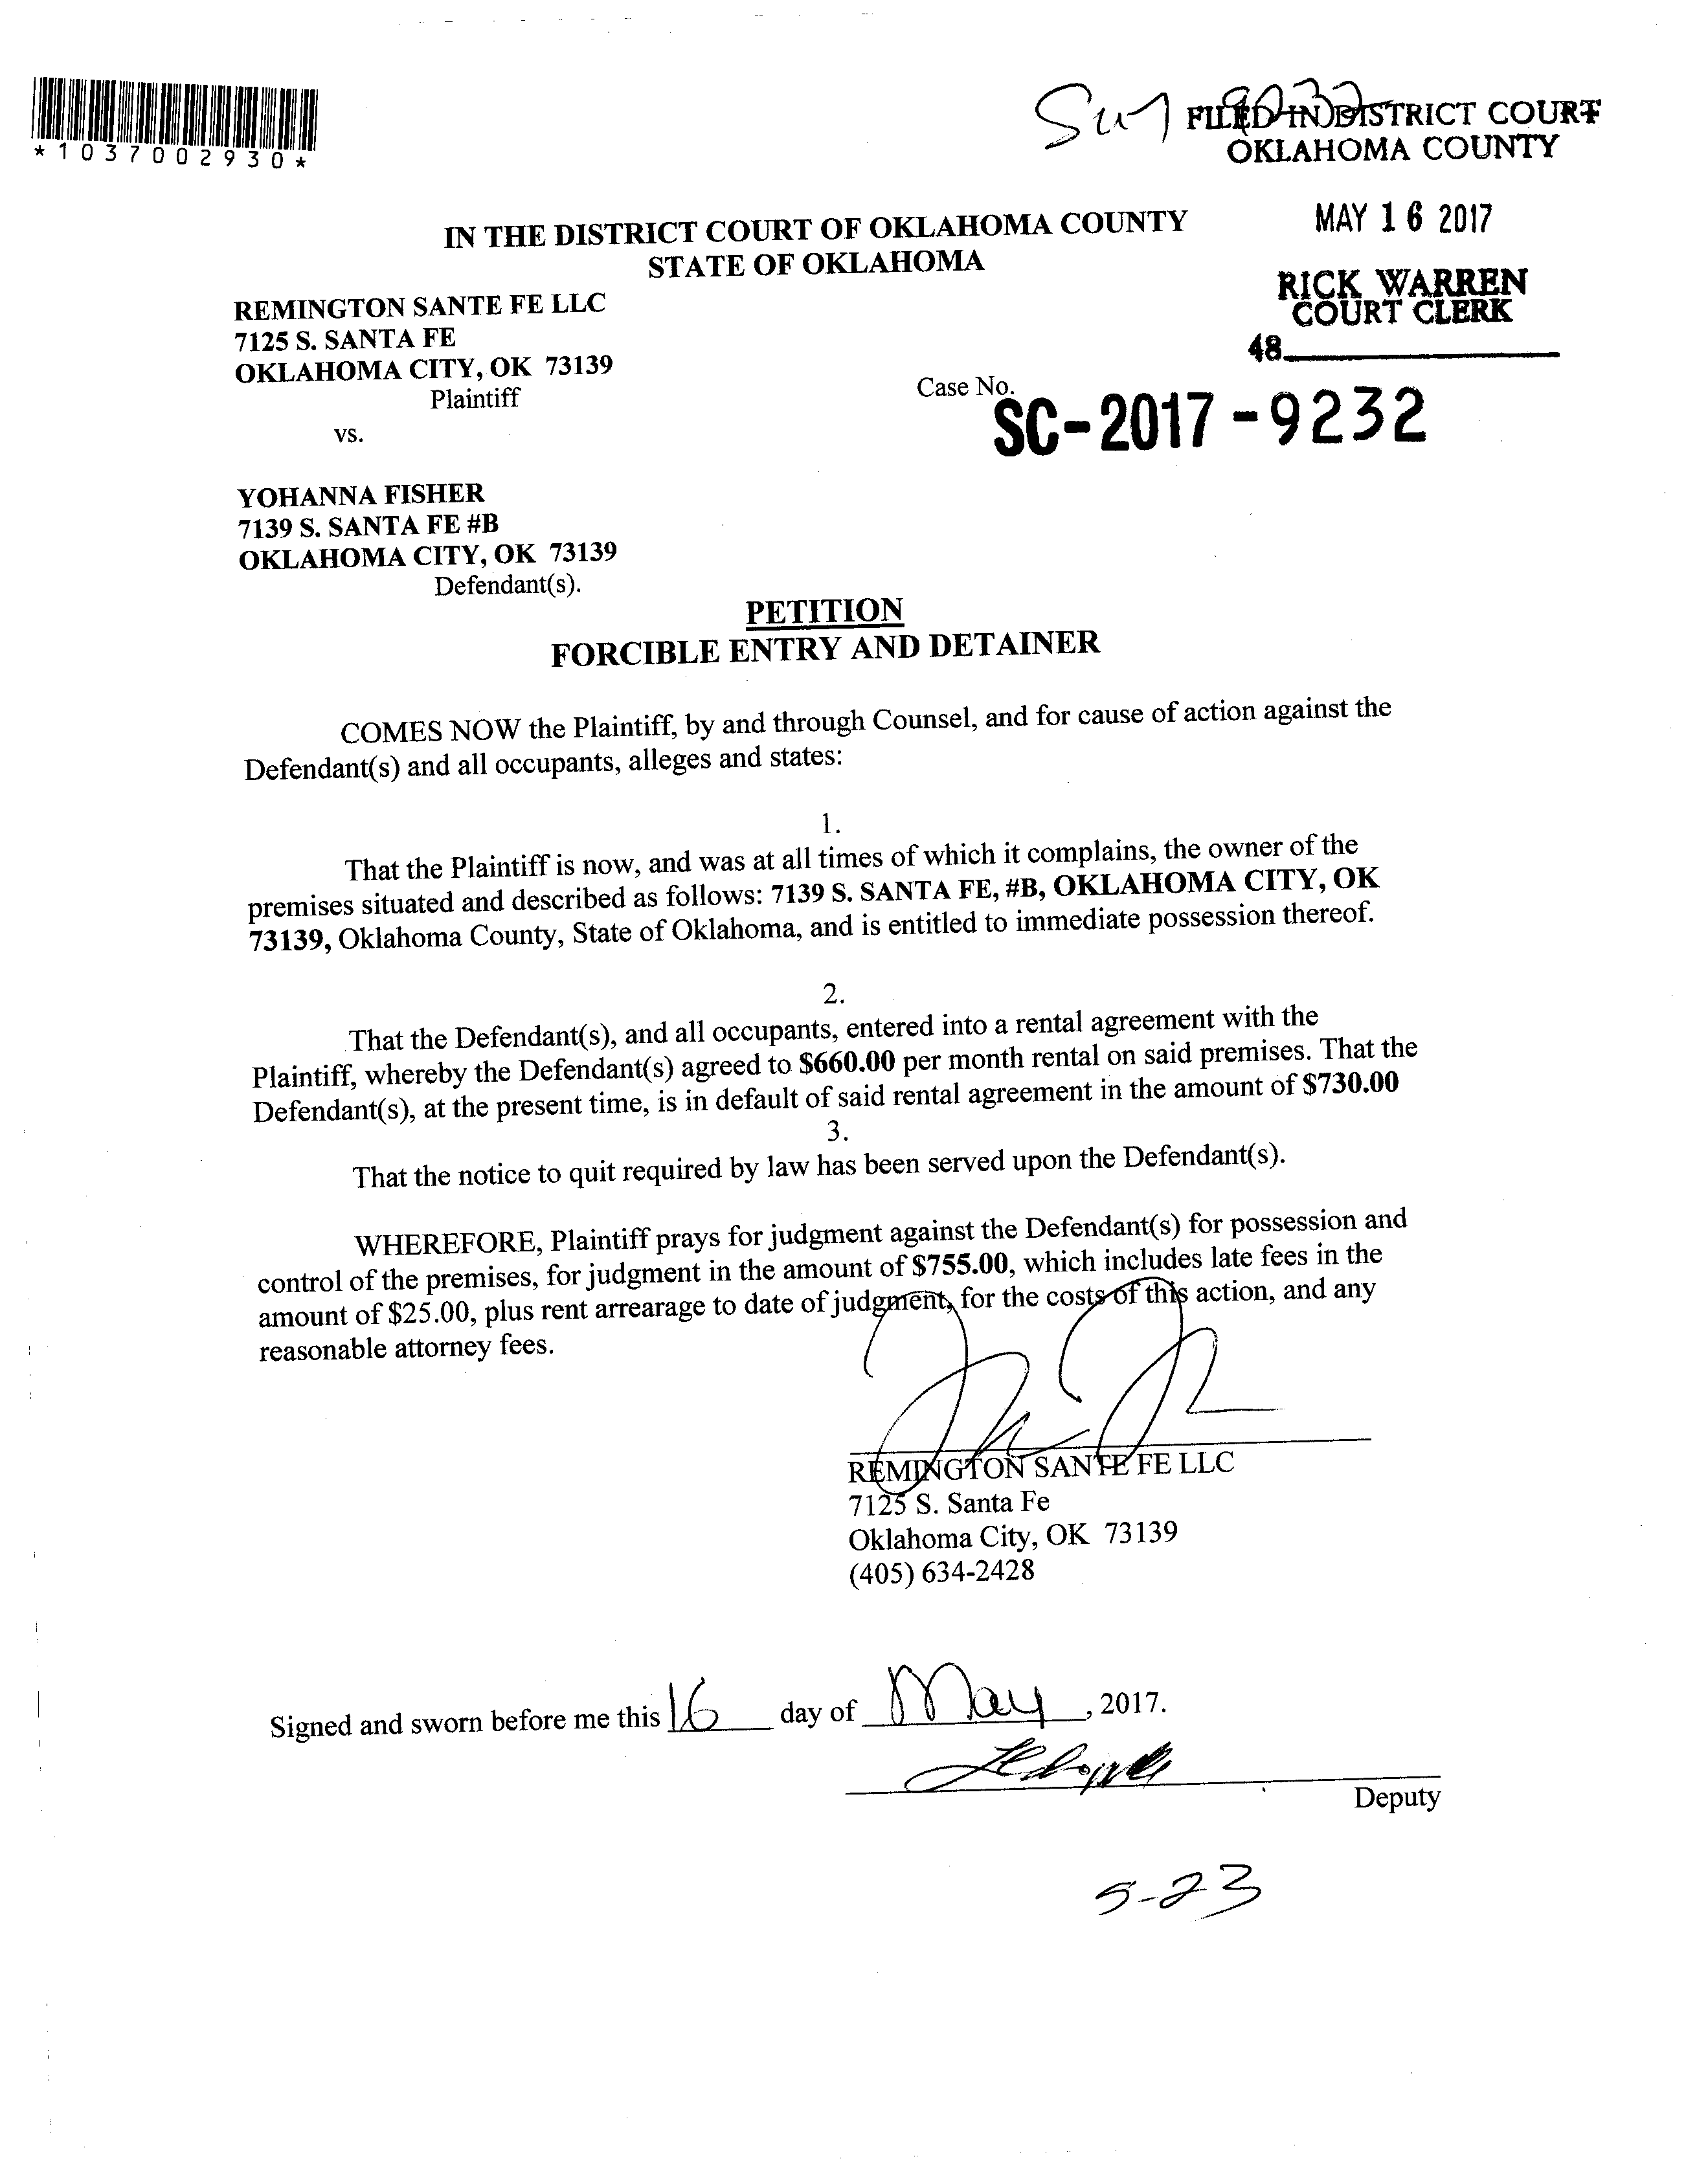 *1037002930*
FILED IN DISTRICT COURT
OKLAHOMA COUNTY
MAY 16 2017
RICK WARREN
COURT CLERK
48
IN THE DISTRICT COURT OF OKLAHOMA COUNTY
STATE OF OKLAHOMA
REMINGTON SANTE FE LLC
7125 S. SANTA FE
OKLAHOMA CITY, OK 73139
Plaintiff
vs.
Case No.
SC-2017-9232
YOHANNA FISHER
7139 S. SANTA FE #B
OKLAHOMA CITY, OK 73139
Defendant(s).
PETITION
FORCIBLE ENTRY AND DETAINER
COMES NOW the Plaintiff, by and through Counsel, and for cause of action against the
Defendant(s) and all occupants, alleges and states:
1.
That the Plaintiff is now, and was at all times of which it complains, the owner of the
premises situated and described as follows: 7139 S. SANTA FE, #B, OKLAHOMA CITY, OK
73139, Oklahoma County, State of Oklahoma, and is entitled to immediate possession thereof.
2.
That the Defendant(s), and all occupants, entered into a rental agreement with the
Plaintiff, whereby the Defendant(s) agreed to $660.00 per month rental on said premises. That the
Defendant(s), at the present time, is in default of said rental agreement in the amount of $730.00
3.
That the notice to quit required by law has been served upon the Defendant(s).
WHEREFORE, Plaintiff prays for judgment against the Defendant(s) for possession and
control of the premises, for judgment in the amount of $755.00, which includes late fees in the
amount of $25.00, plus rent arrearage to date of judgment, for the costs of this action, and any
reasonable attorney fees.
REMINGTON SANTE FE LLC
7125 S. Santa Fe
Oklahoma City, OK 73139
(405) 634-2428
Signed and sworn before me this 16 day of May, 2017.
Deputy
5-23